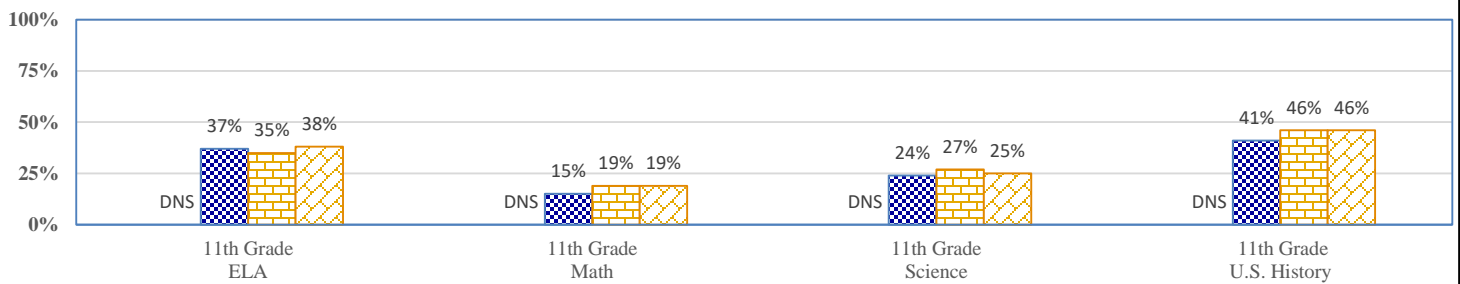 100%
75%
50%
25%
0%
DNS 37% 35% 38%
DNS 15% 19% 19%
DNS 24% 27% 25%
DNS 41% 46% 46%
11th Grade
ELA
11th Grade
Math
11th Grade
Science
11th Grade
U.S. History